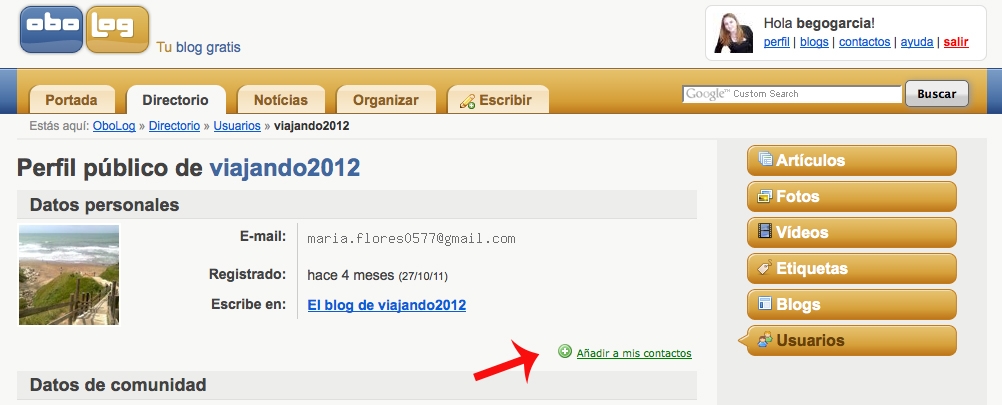 obo log
Tu blog gratis
Hola begogarcia!
perfil | blogs | contactos | ayuda | salir
Portada
Directorio
Notícias
Organizar
Escribir
Google™ Custom Search
Buscar
Estás aquí: OboLog » Directorio » Usuarios » viajando2012
Perfil público de viajando2012
Datos personales
E-mail: maria.flores0577@gmail.com
Registrado: hace 4 meses (27/10/11)
Escribe en: El blog de viajando2012
Añadir a mis contactos
Datos de comunidad
Artículos
Fotos
Vídeos
Etiquetas
Blogs
Usuarios